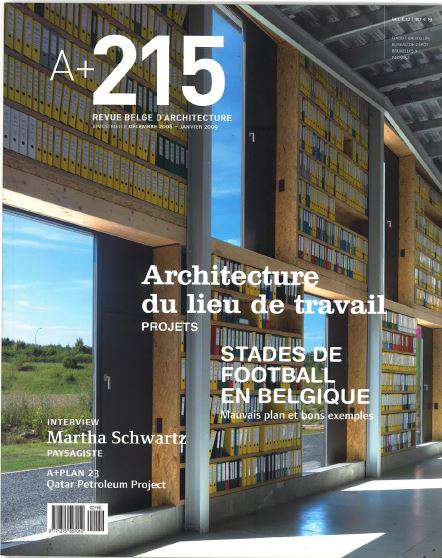 A+215
REVUE BELGE D'ARCHITECTURE
BIMESTRIELLE DÉCEMBRE 2008 – JANVIER 2009
Architecture
du lieu de travail
PROJETS
STADES DE
FOOTBALL
EN BELGIQUE
Mauvais plan et bons exemples
INTERVIEW
Martha Schwartz
PAYSAGISTE
A+PLAN 23
Qatar Petroleum Project